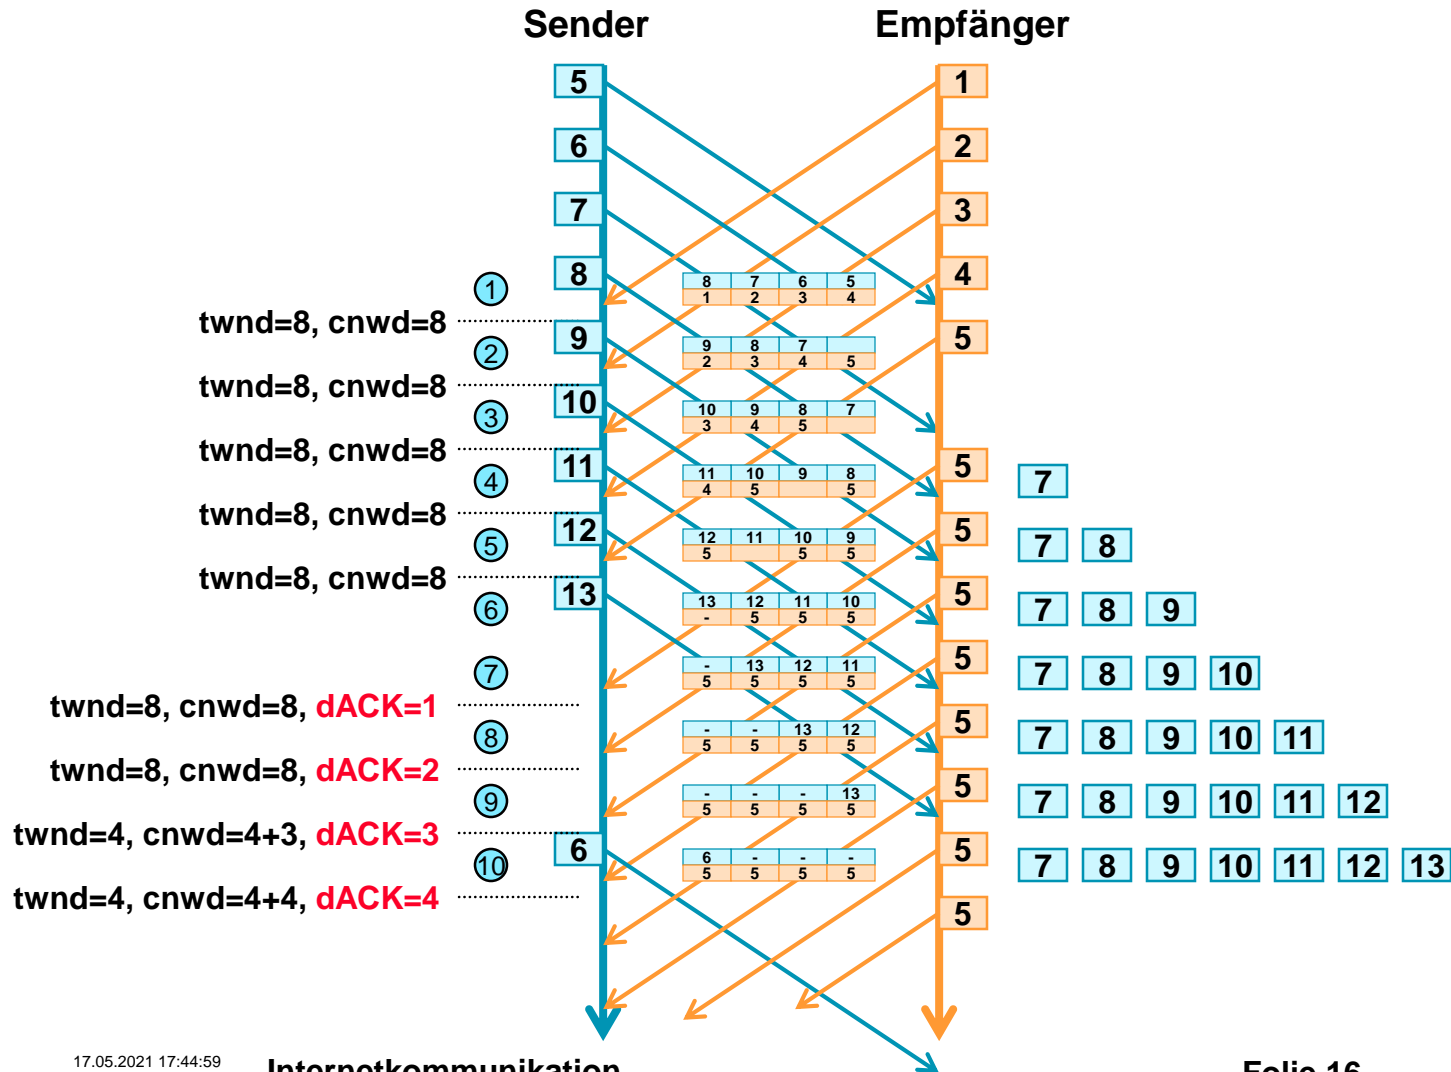 Sender Empfänger
5 1
6 2
7 3
8 4
1
8 7 6 5
1 2 3 4
twnd=8, cnwd=8
9 5
2
9 8 7
2 3 4 5
twnd=8, cnwd=8
10
3
10 9 8 7
3 4 5
twnd=8, cnwd=8
11 5 7
4
11 10 9 8
4 5 5
twnd=8, cnwd=8
12 5 7 8
5
12 11 10 9
5 5 5
twnd=8, cnwd=8
13 5 7 8 9
6
13 12 11 10
- 5 5 5
5 7 8 9 10
7
- 13 12 11
5 5 5 5
twnd=8, cnwd=8, dACK=1
5 7 8 9 10 11
8
- - 13 12
5 5 5 5
twnd=8, cnwd=8, dACK=2
5 7 8 9 10 11 12
9
- - - 13
5 5 5 5
twnd=4, cnwd=4+3, dACK=3
6 5 7 8 9 10 11 12 13
10
6 - - -
5 5 5 5
twnd=4, cnwd=4+4, dACK=4
5
17.05.2021 17:44:59 Internetkommunikation Folie 16